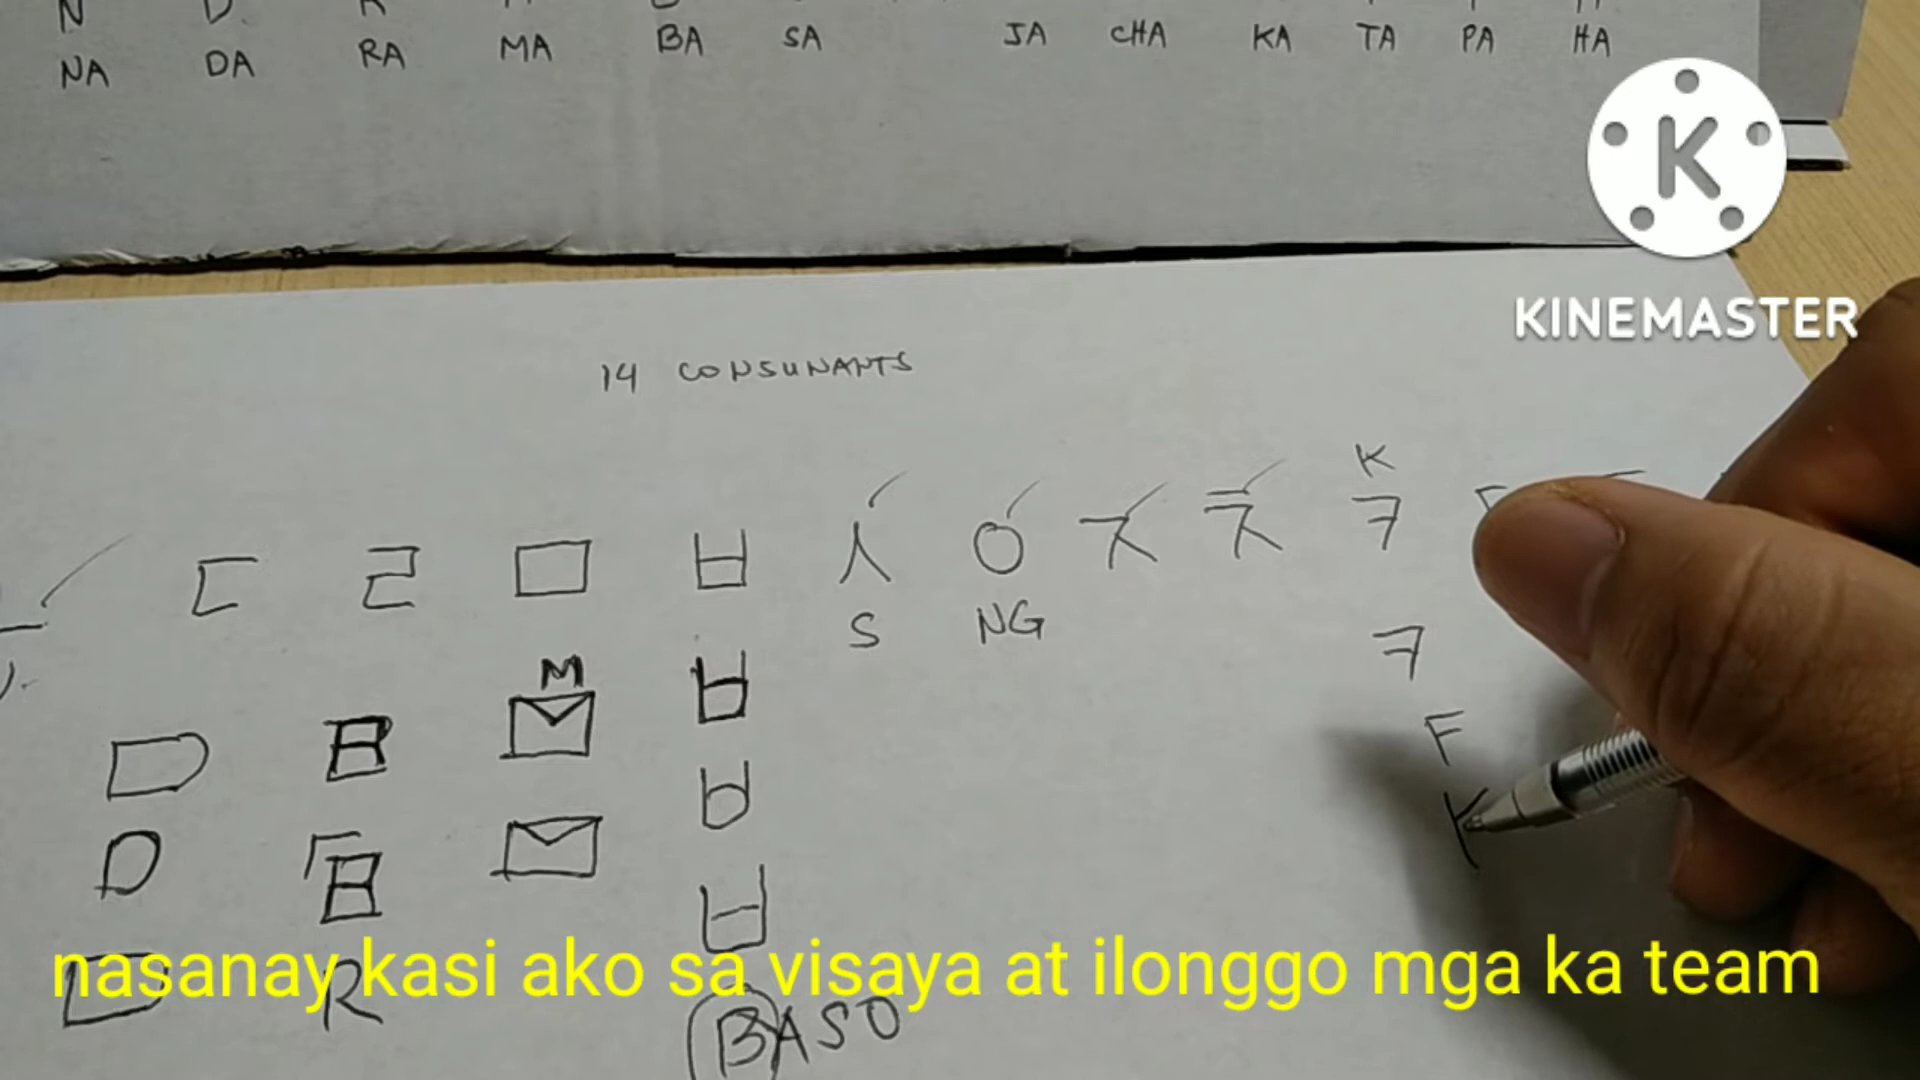 N D R
NA DA RA MA BA SA JA CHA KA TA PA HA
K
KINEMASTER
14 CONSUNANTS
K
ㄷ ㄹ ㅁ ㅂ ㅅ ㅇ ㅈ ㅊ ㅋ
S NG
ㅋ
M
ㅂ
F
K
D
R
BASO
nasanay kasi ako sa visaya at ilonggo mga ka team